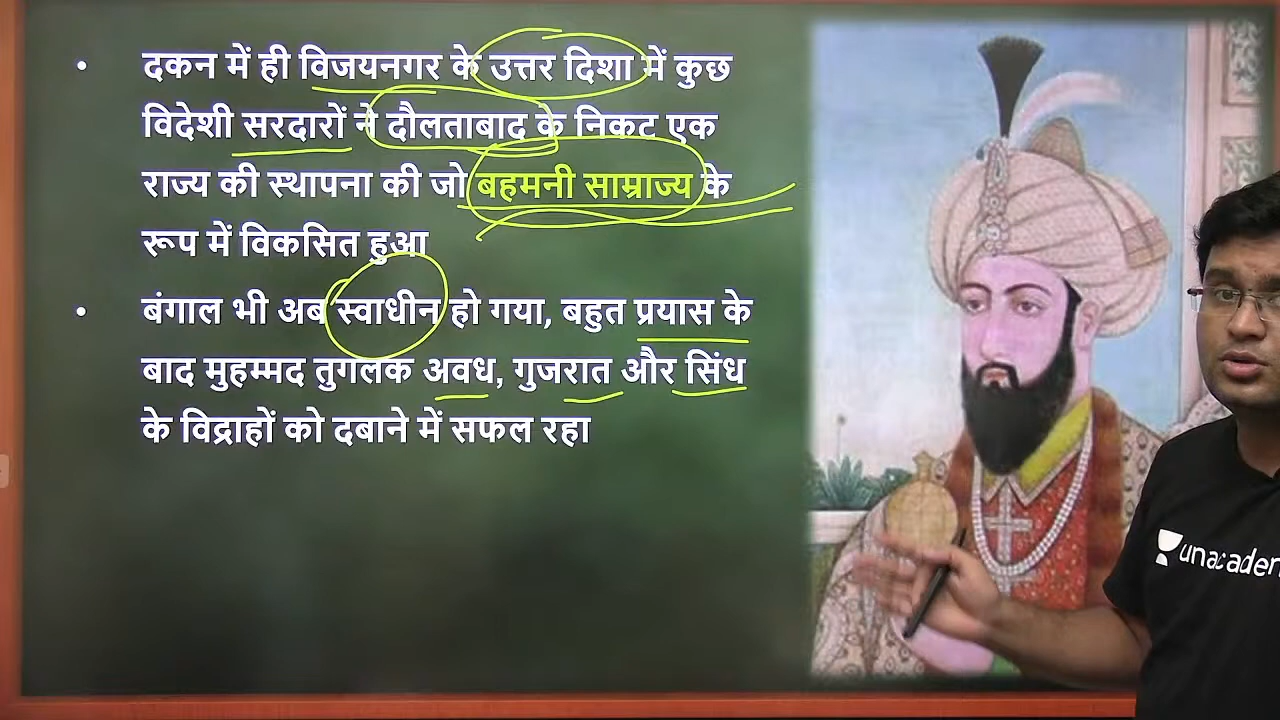 • दकन में ही विजयनगर के उत्तर दिशा में कुछ
विदेशी सरदारों ने दौलताबाद के निकट एक
राज्य की स्थापना की जो बहमनी साम्राज्य के
रूप में विकसित हुआ
• बंगाल भी अब स्वाधीन हो गया, बहुत प्रयास के
बाद मुहम्मद तुगलक अवध, गुजरात और सिंध
के विद्राहों को दबाने में सफल रहा
unacadem